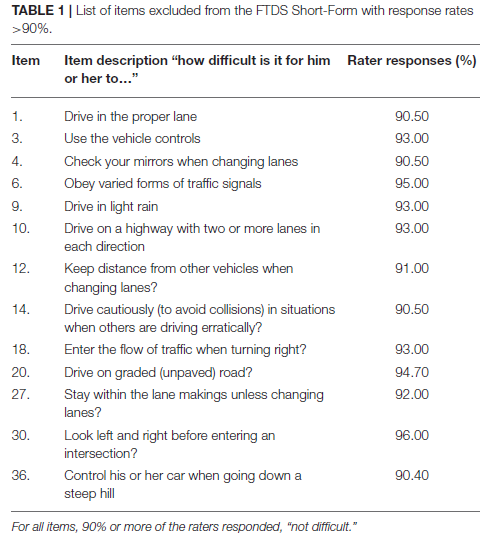 TABLE 1 | List of items excluded from the FTDS Short-Form with response rates
>90%.
Item Item description “how difficult is it for him Rater responses (%)
or her to…”
1. Drive in the proper lane 90.50
3. Use the vehicle controls 93.00
4. Check your mirrors when changing lanes 90.50
6. Obey varied forms of traffic signals 95.00
9. Drive in light rain 93.00
10. Drive on a highway with two or more lanes in 93.00
each direction
12. Keep distance from other vehicles when 91.00
changing lanes?
14. Drive cautiously (to avoid collisions) in situations 90.50
when others are driving erratically?
18. Enter the flow of traffic when turning right? 93.00
20. Drive on graded (unpaved) road? 94.70
27. Stay within the lane makings unless changing 92.00
lanes?
30. Look left and right before entering an 96.00
intersection?
36. Control his or her car when going down a 90.40
steep hill
For all items, 90% or more of the raters responded, “not difficult.”